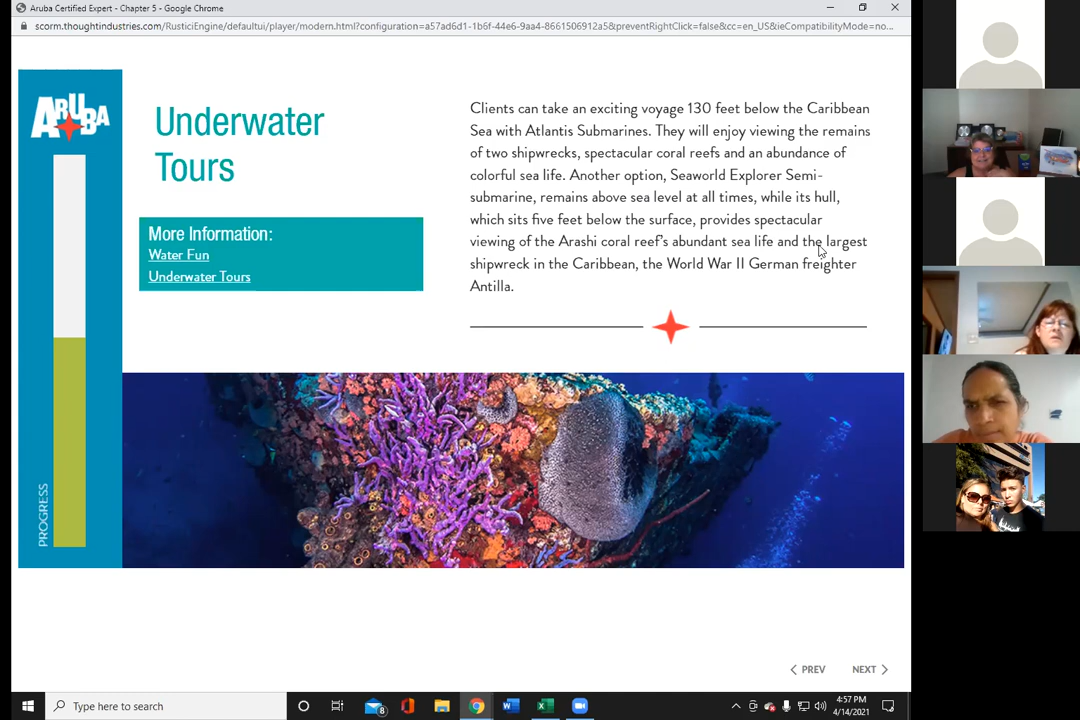 Aruba Certified Expert - Chapter 5 - Google Chrome
scorm.thoughtindustries.com/RusticiEngine/defaultui/player/modern.html?configuration=a57ad6d1-1b6f-44e6-9aa4-8661506912a5&preventRightClick=false&cc=en_US&ieCompatibilityMode=no...
ARUBA
Underwater
Tours
More Information:
Water Fun
Underwater Tours
PROGRESS
Clients can take an exciting voyage 130 feet below the Caribbean
Sea with Atlantis Submarines. They will enjoy viewing the remains
of two shipwrecks, spectacular coral reefs and an abundance of
colorful sea life. Another option, Seaworld Explorer Semi-
submarine, remains above sea level at all times, while its hull,
which sits five feet below the surface, provides spectacular
viewing of the Arashi coral reef's abundant sea life and the largest
shipwreck in the Caribbean, the World War II German freighter
Antilla.
PREV NEXT
Type here to search
8
4:57 PM
4/14/2021